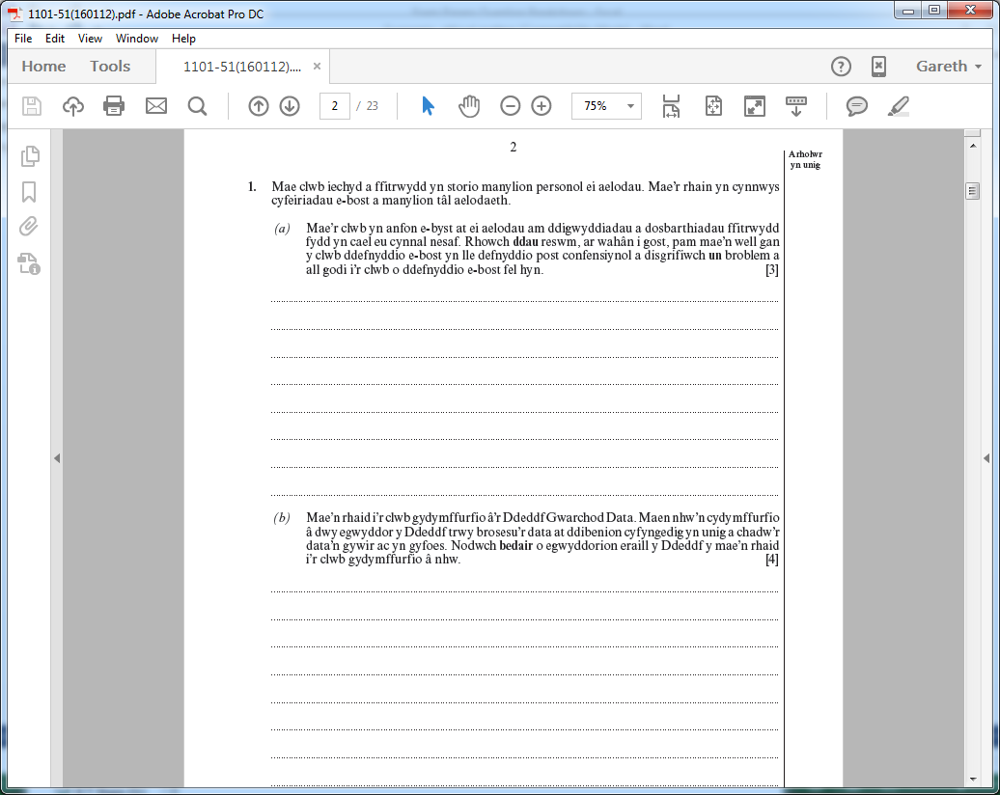 1101-51(160112).pdf - Adobe Acrobat Pro DC
File Edit View Window Help
Home Tools 1101-51(160112).... × Gareth
2 / 23 75%
2
Arholwr
yn unig
1. Mae clwb iechyd a ffitrwydd yn storio manylion personol ei aelodau. Mae'r rhain yn cynnwys
cyfeiriadau e-bost a manylion tâl aelodaeth.
(a) Mae'r clwb yn anfon e-byst at ei aelodau am ddigwyddiadau a dosbarthiadau ffitrwydd
fydd yn cael eu cynnal nesaf. Rhowch ddau reswm, ar wahân i gost, pam mae'n well gan
y clwb ddefnyddio e-bost yn lle defnyddio post confensiynol a disgrifiwch un broblem a
all godi i'r clwb o ddefnyddio e-bost fel hyn. [3]
(b) Mae'n rhaid i'r clwb gydymffurfio â'r Ddeddf Gwarchod Data. Maen nhw'n cydymffurfio
â dwy egwyddor y Ddeddf trwy brosesu'r data at ddibenion cyfyngedig yn unig a chadw'r
data'n gywir ac yn gyfoes. Nodwch bedair o egwyddorion eraill y Ddeddf y mae'n rhaid
i'r clwb gydymffurfio â nhw. [4]